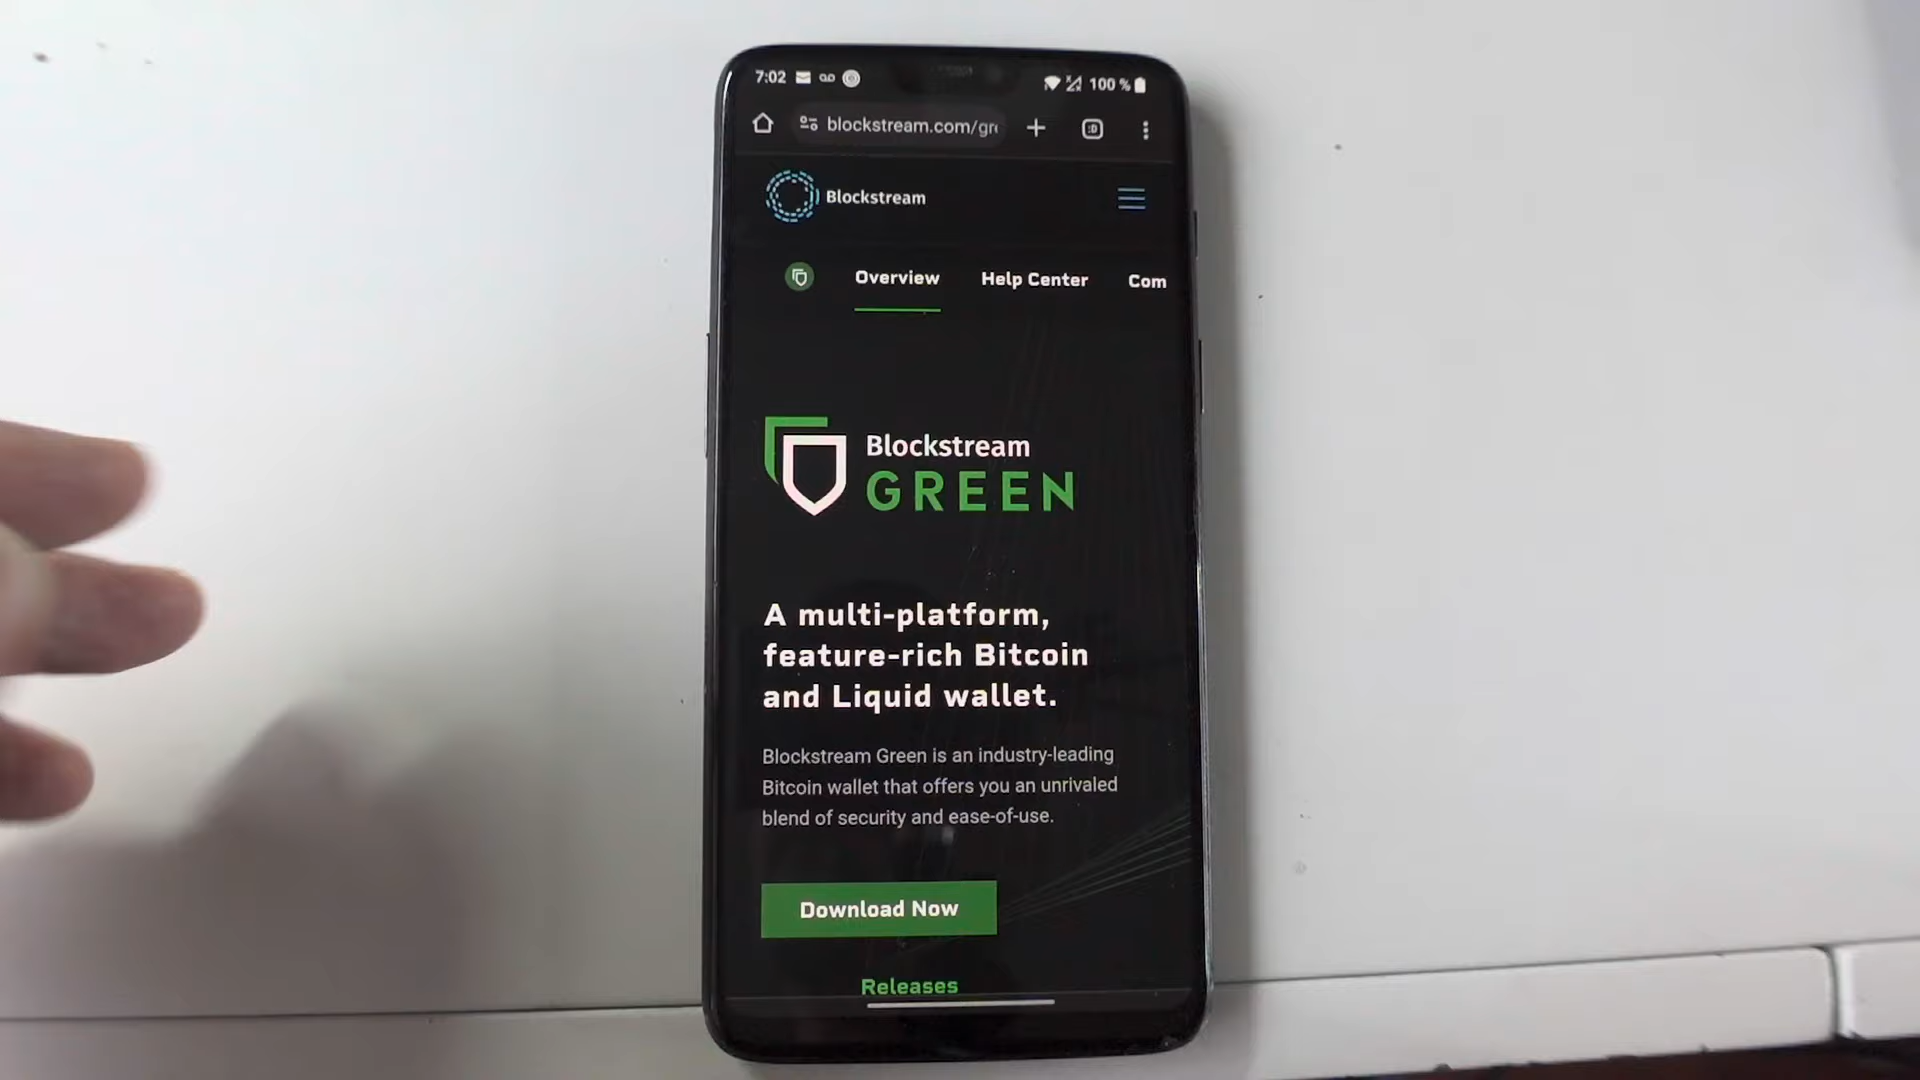 7:02 100 %
blockstream.com/gr
:D
Blockstream
Overview Help Center Com
Blockstream
GREEN
A multi-platform,
feature-rich Bitcoin
and Liquid wallet.
Blockstream Green is an industry-leading
Bitcoin wallet that offers you an unrivaled
blend of security and ease-of-use.
Download Now
Releases